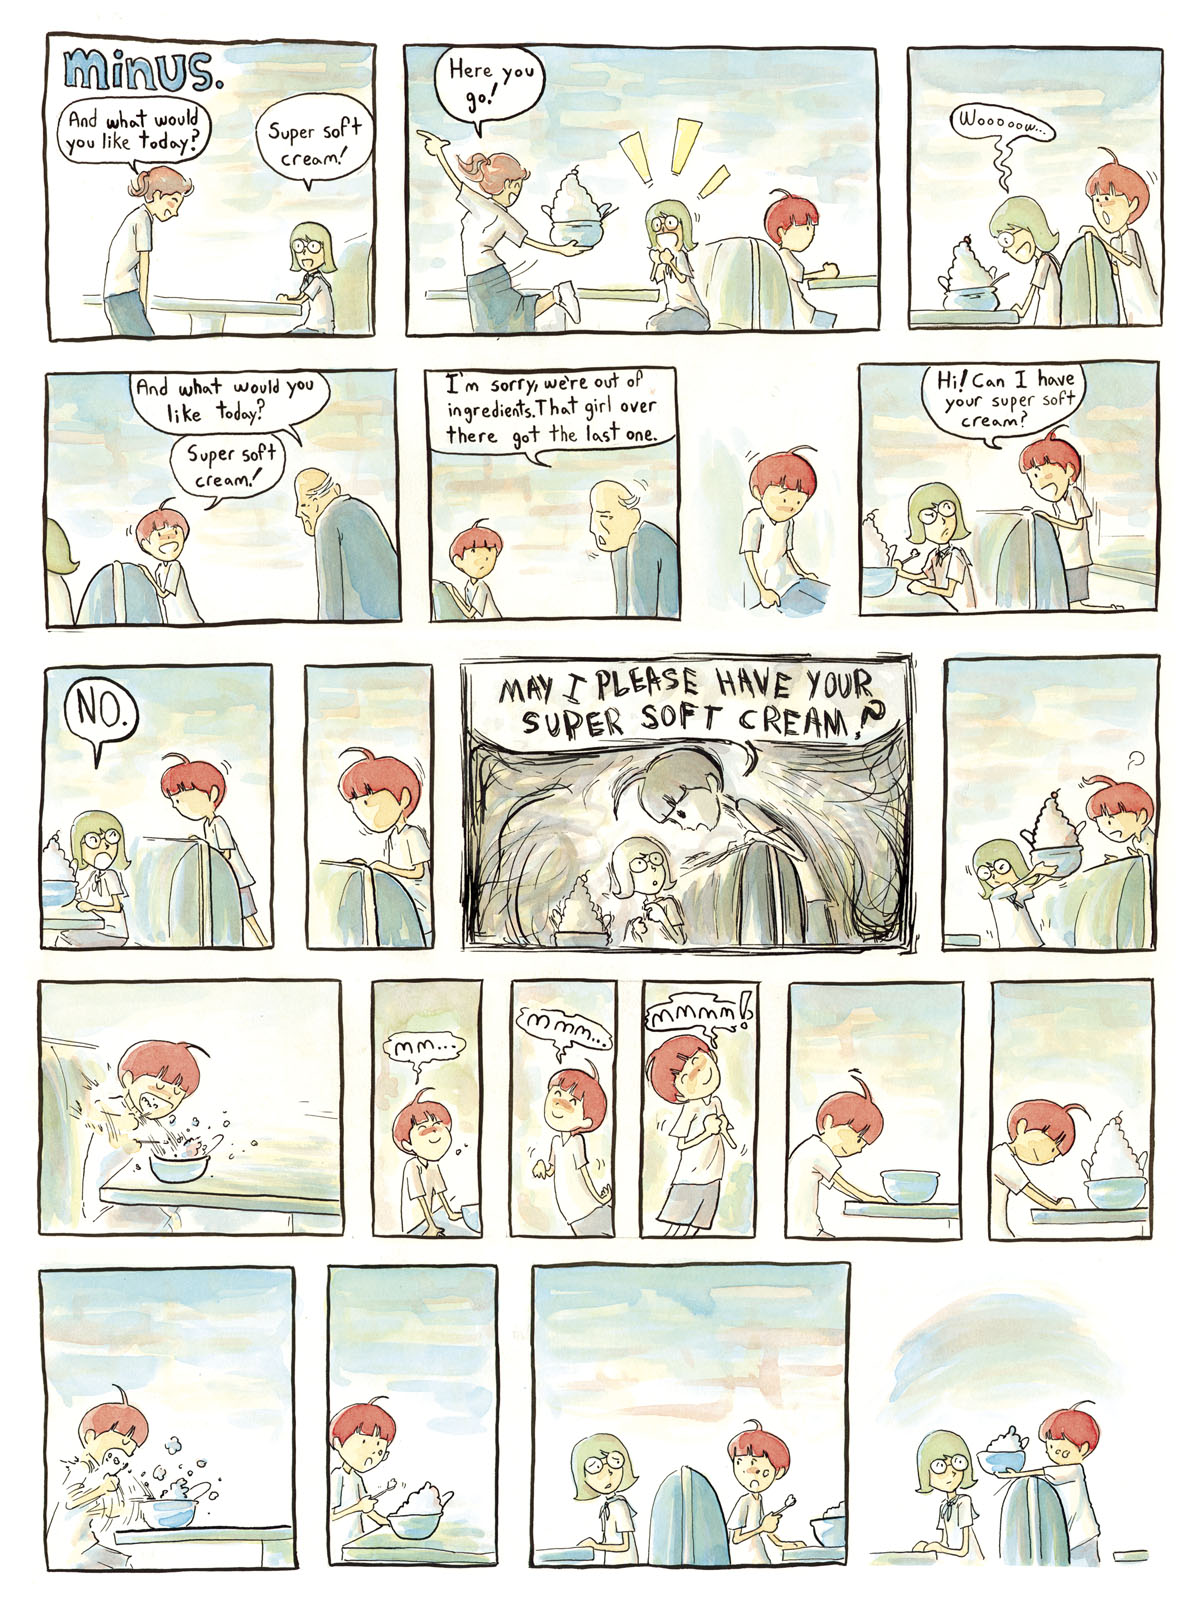 minus.
And what would
you like today?
Super soft
cream!
Here you
go!
Wooooow...
And what would you
like today?
Super soft
cream!
I'm sorry, we're out of
ingredients. That girl over
there got the last one.
Hi! Can I have
your super soft
cream?
NO.
MAY I PLEASE HAVE YOUR
SUPER SOFT CREAM?
mm...
mmm...
mmmm!